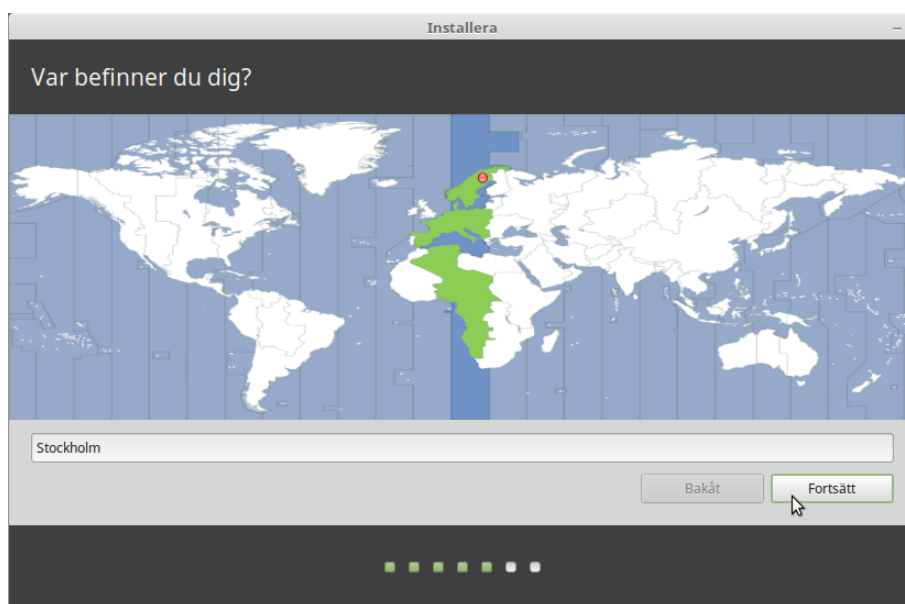 Installera
Var befinner du dig?
Stockholm
Bakåt
Fortsätt